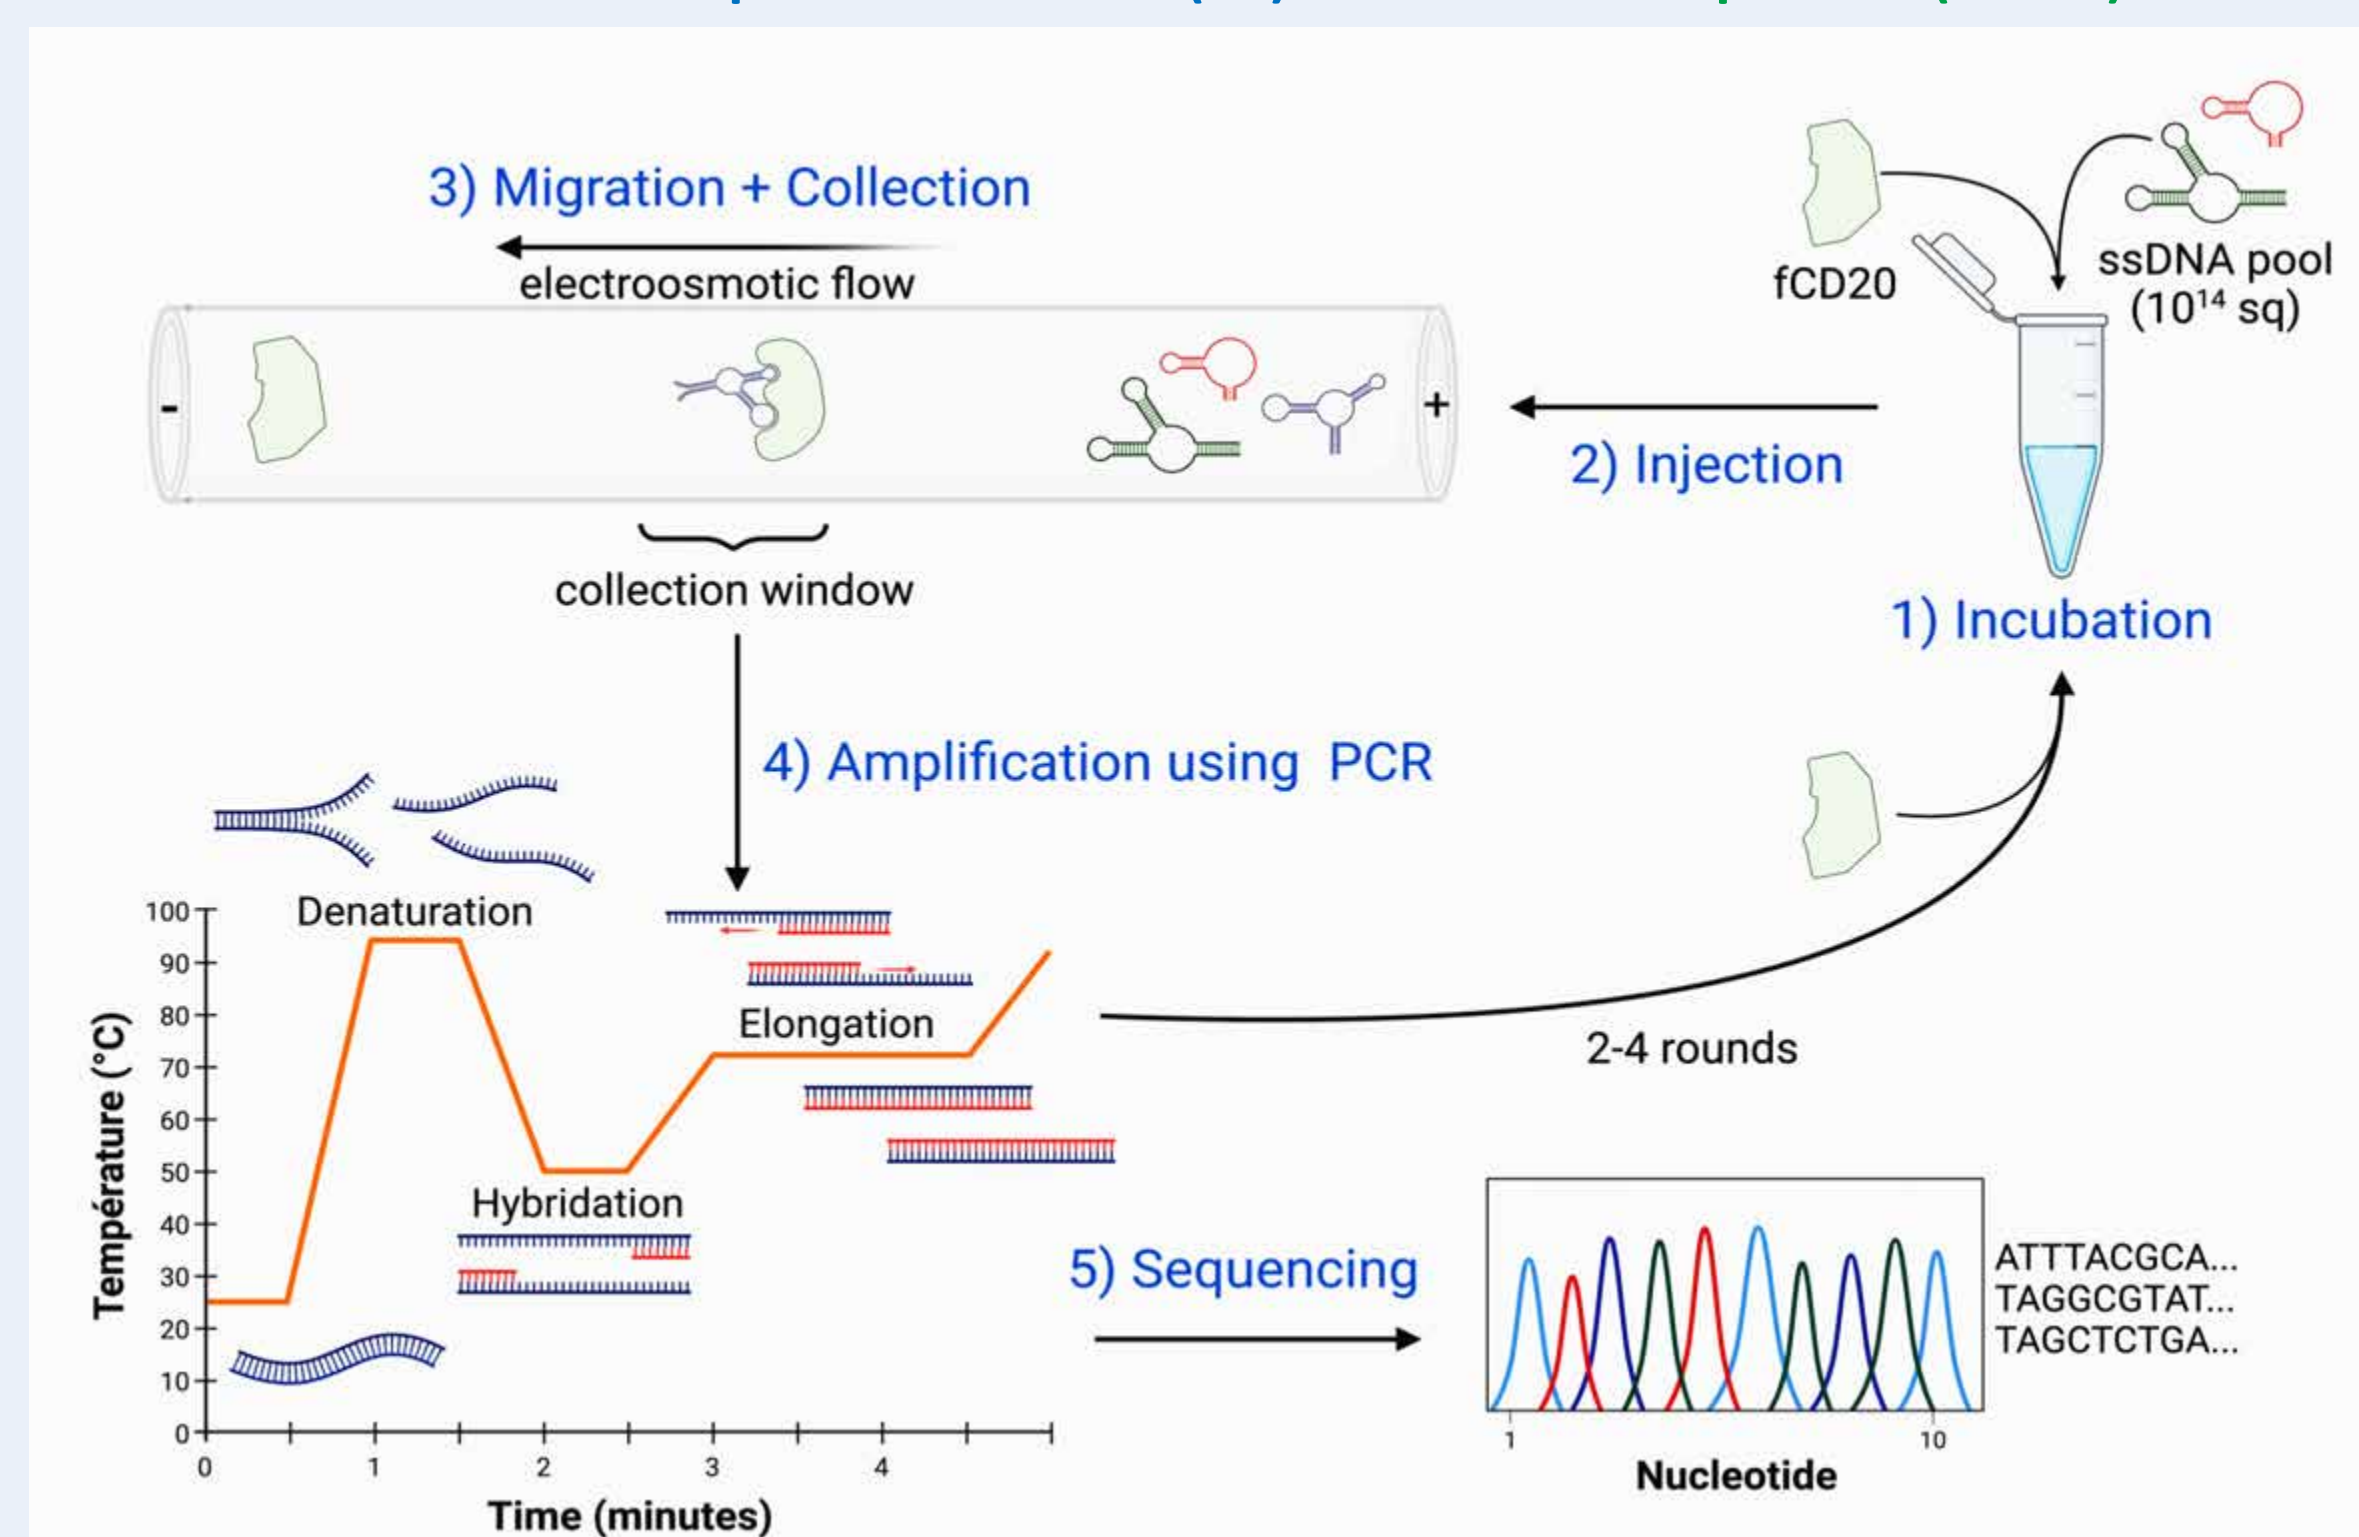 3) Migration + Collection
electroosmotic flow
-
+
fCD20
ssDNA pool
(10¹⁴ sq)
2) Injection
1) Incubation
collection window
4) Amplification using PCR
Denaturation
Elongation
Hybridation
Température (°C)
100
90
80
70
60
50
40
30
20
10
0
0 1 2 3 4
Time (minutes)
2-4 rounds
5) Sequencing
ATTTACGCA...
TAGGCGTAT...
TAGCTCTGA...
1 10
Nucleotide